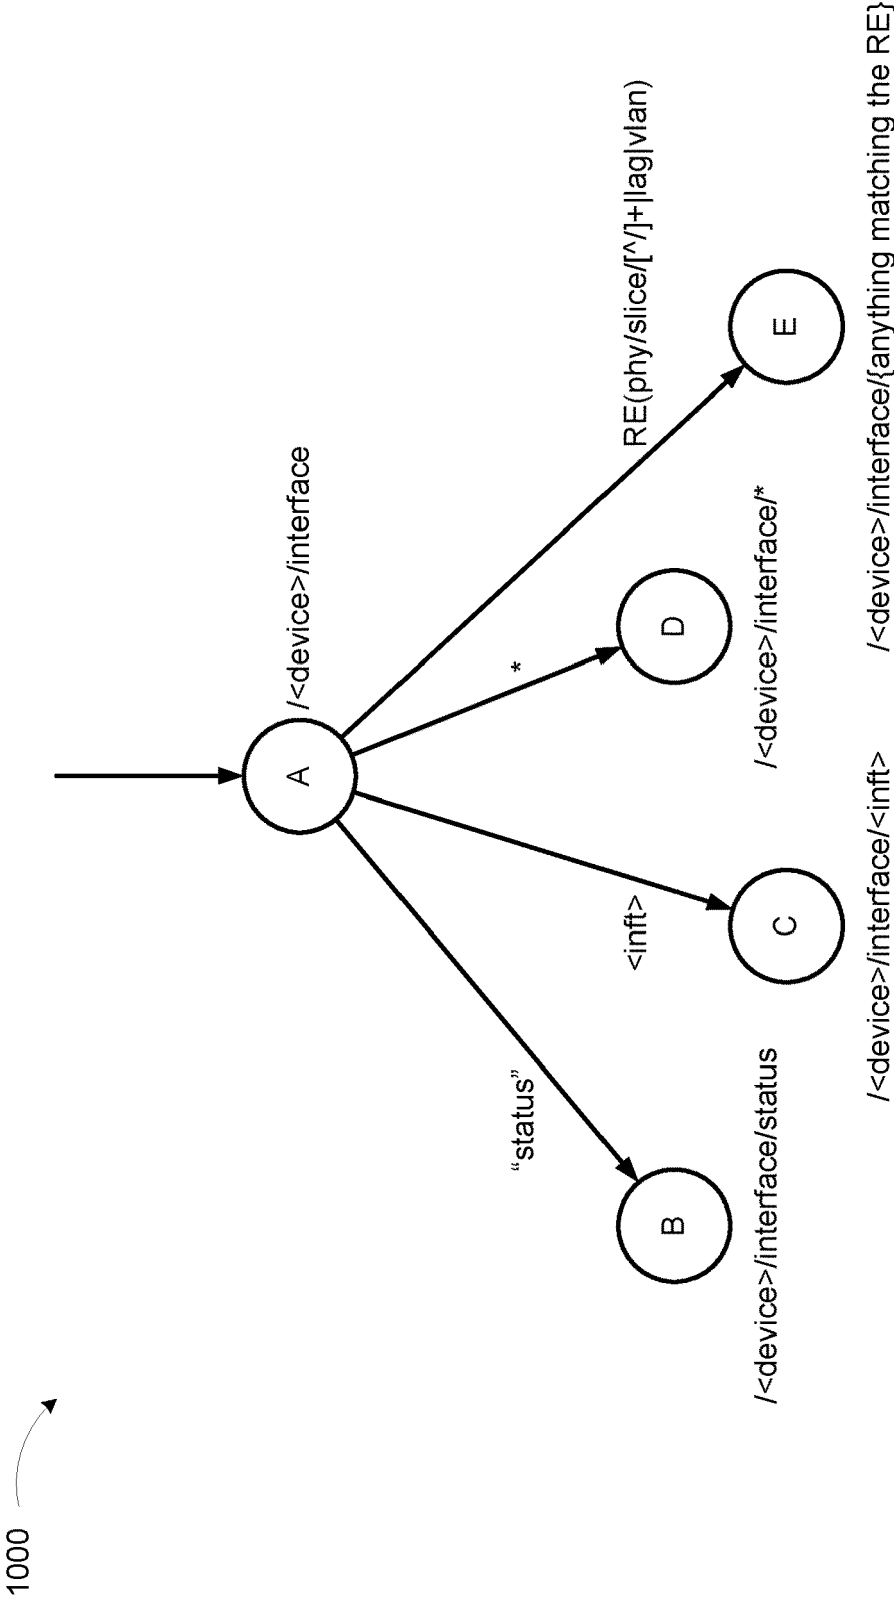 1000
A
/<device>/interface
"status"
<inft>
*
RE(phy/slice/[^/]+|lag|vlan)
B
C
D
E
/<device>/interface/status
/<device>/interface/<inft>
/<device>/interface/*
/<device>/interface/{anything matching the RE}